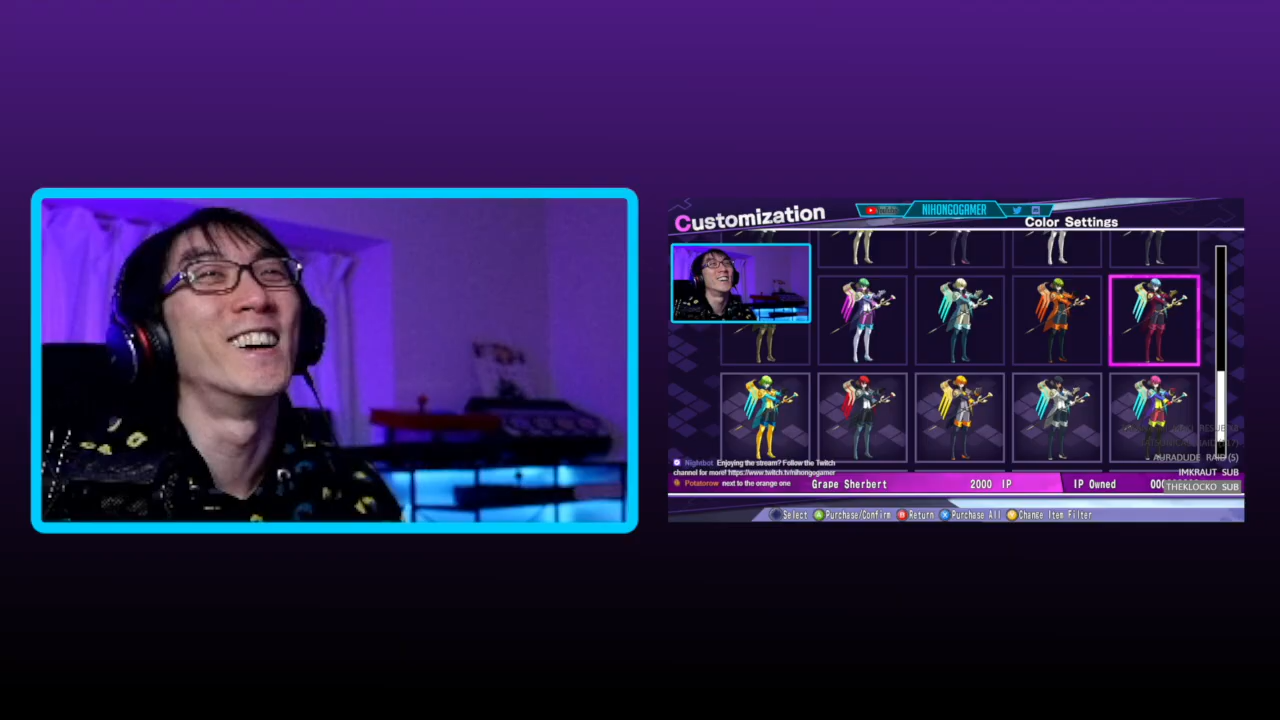 Customization
NIHONGOGAMER
Color Settings
AURADUDE RAID (5)
Nightbot Enjoying the stream? Follow the Twitch
channel for more! https://www.twitch.tv/nihongogamer
IMKRAUT SUB
Potatorow next to the orange one
Grape Sherbert 2000 IP
IP Owned
THEKLOCKO SUB
Select A Purchase/Confirm B Return X Purchase All Y Change Item Filter